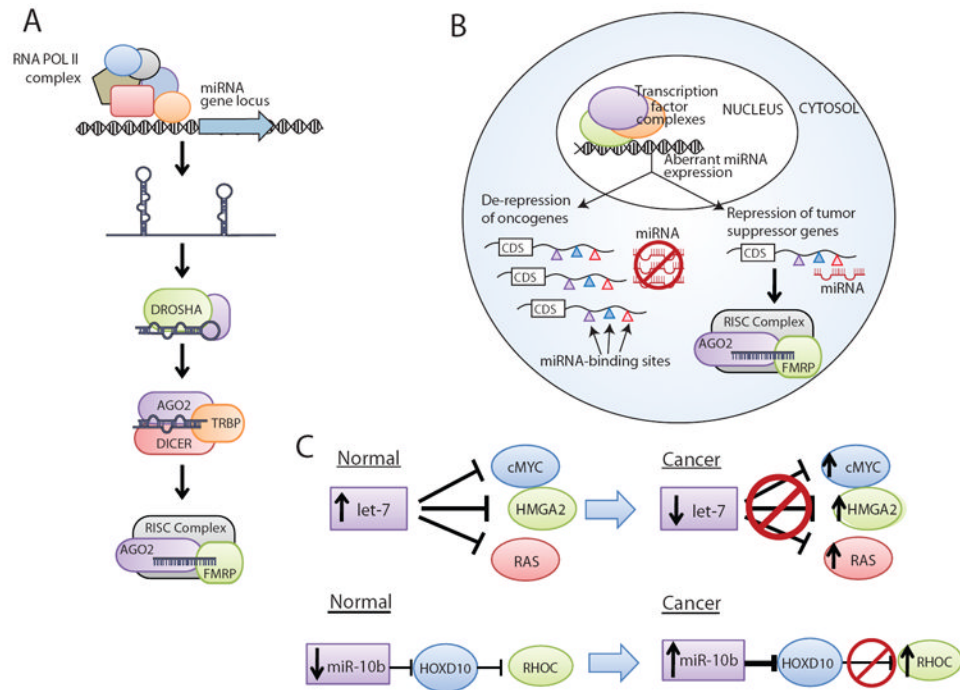 A
RNA POL II
complex
miRNA
gene locus
DROSHA
AGO2
TRBP
DICER
RISC Complex
AGO2
FMRP
B
Transcription
factor
complexes
NUCLEUS
CYTOSOL
Aberrant miRNA
expression
De-repression
of oncogenes
Repression of tumor
suppressor genes
miRNA
CDS
CDS
CDS
miRNA-binding sites
CDS
miRNA
RISC Complex
AGO2
FMRP
C
Normal
let-7
cMYC
HMGA2
RAS
Cancer
let-7
cMYC
HMGA2
RAS
Normal
miR-10b
HOXD10
RHOC
Cancer
miR-10b
HOXD10
RHOC